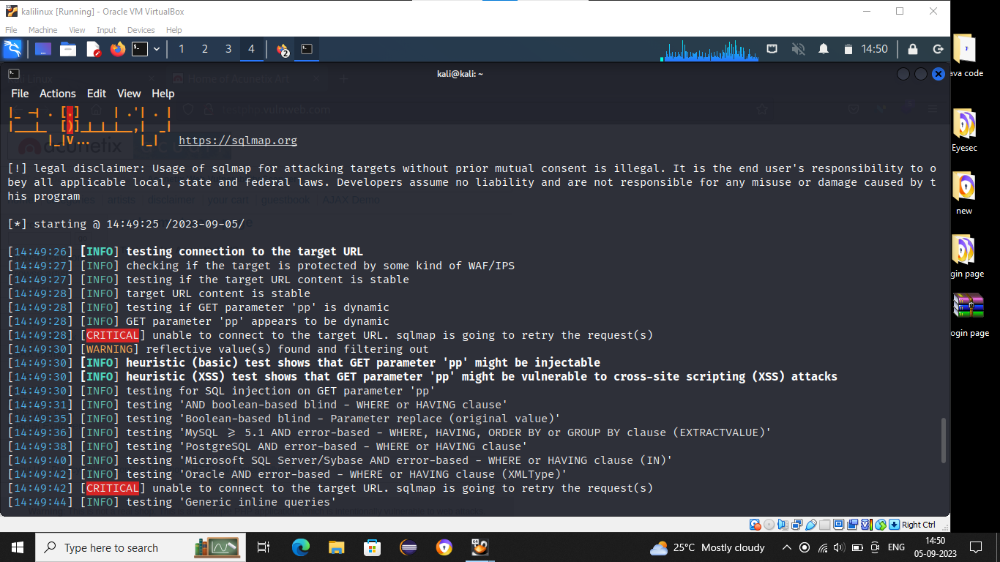 kalilinux [Running] - Oracle VM VirtualBox
File Machine View Input Devices Help
1 2 3 4 2 14:50
kali@kali: ~
Home of Acunetix Art
File Actions Edit View Help
vulnweb.com
https://sqlmap.org
acunetix
[!] legal disclaimer: Usage of sqlmap for attacking targets without prior mutual consent is illegal. It is the end user's responsibility to o
bey all applicable local, state and federal laws. Developers assume no liability and are not responsible for any misuse or damage caused by t
his program
artists disclaimer your cart guestbook AJAX Demo
[*] starting @ 14:49:25 /2023-09-05/
[14:49:26] [INFO] testing connection to the target URL
[14:49:27] [INFO] checking if the target is protected by some kind of WAF/IPS
[14:49:27] [INFO] testing if the target URL content is stable
[14:49:28] [INFO] target URL content is stable
[14:49:28] [INFO] testing if GET parameter 'pp' is dynamic
[14:49:28] [INFO] GET parameter 'pp' appears to be dynamic
[14:49:28] [CRITICAL] unable to connect to the target URL. sqlmap is going to retry the request(s)
[14:49:30] [WARNING] reflective value(s) found and filtering out
[14:49:30] [INFO] heuristic (basic) test shows that GET parameter 'pp' might be injectable
[14:49:30] [INFO] heuristic (XSS) test shows that GET parameter 'pp' might be vulnerable to cross-site scripting (XSS) attacks
[14:49:30] [INFO] testing for SQL injection on GET parameter 'pp'
[14:49:31] [INFO] testing 'AND boolean-based blind - WHERE or HAVING clause'
[14:49:35] [INFO] testing 'Boolean-based blind - Parameter replace (original value)'
[14:49:36] [INFO] testing 'MySQL ≥ 5.1 AND error-based - WHERE, HAVING, ORDER BY or GROUP BY clause (EXTRACTVALUE)'
[14:49:38] [INFO] testing 'PostgreSQL AND error-based - WHERE or HAVING clause'
[14:49:40] [INFO] testing 'Microsoft SQL Server/Sybase AND error-based - WHERE or HAVING clause (IN)'
[14:49:42] [INFO] testing 'Oracle AND error-based - WHERE or HAVING clause (XMLType)'
[14:49:42] [CRITICAL] unable to connect to the target URL. sqlmap is going to retry the request(s)
[14:49:44] [INFO] testing 'Generic inline queries'
Right Ctrl
ava code
Eyesec
new
gin page
ogin page
Type here to search
25°C Mostly cloudy
ENG
14:50
05-09-2023